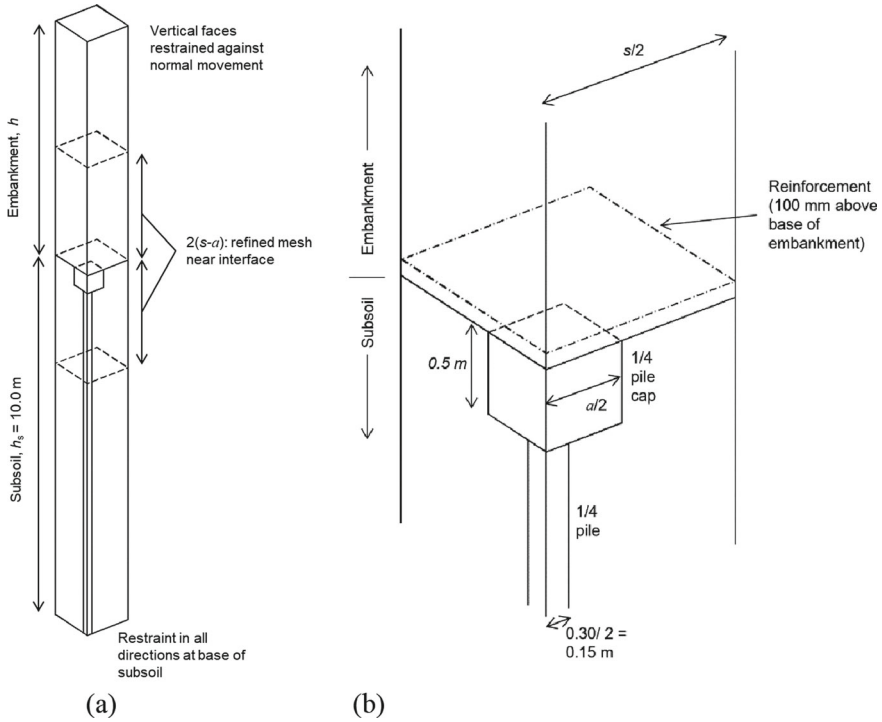 Vertical faces
restrained against
normal movement
Embankment, h
2(s-a): refined mesh
near interface
Subsoil, hs = 10.0 m
Restraint in all
directions at base of
subsoil
(a)
s/2
Embankment
Reinforcement
(100 mm above
base of
embankment)
Subsoil
0.5 m
1/4
pile
cap
a/2
1/4
pile
0.30/ 2 =
0.15 m
(b)